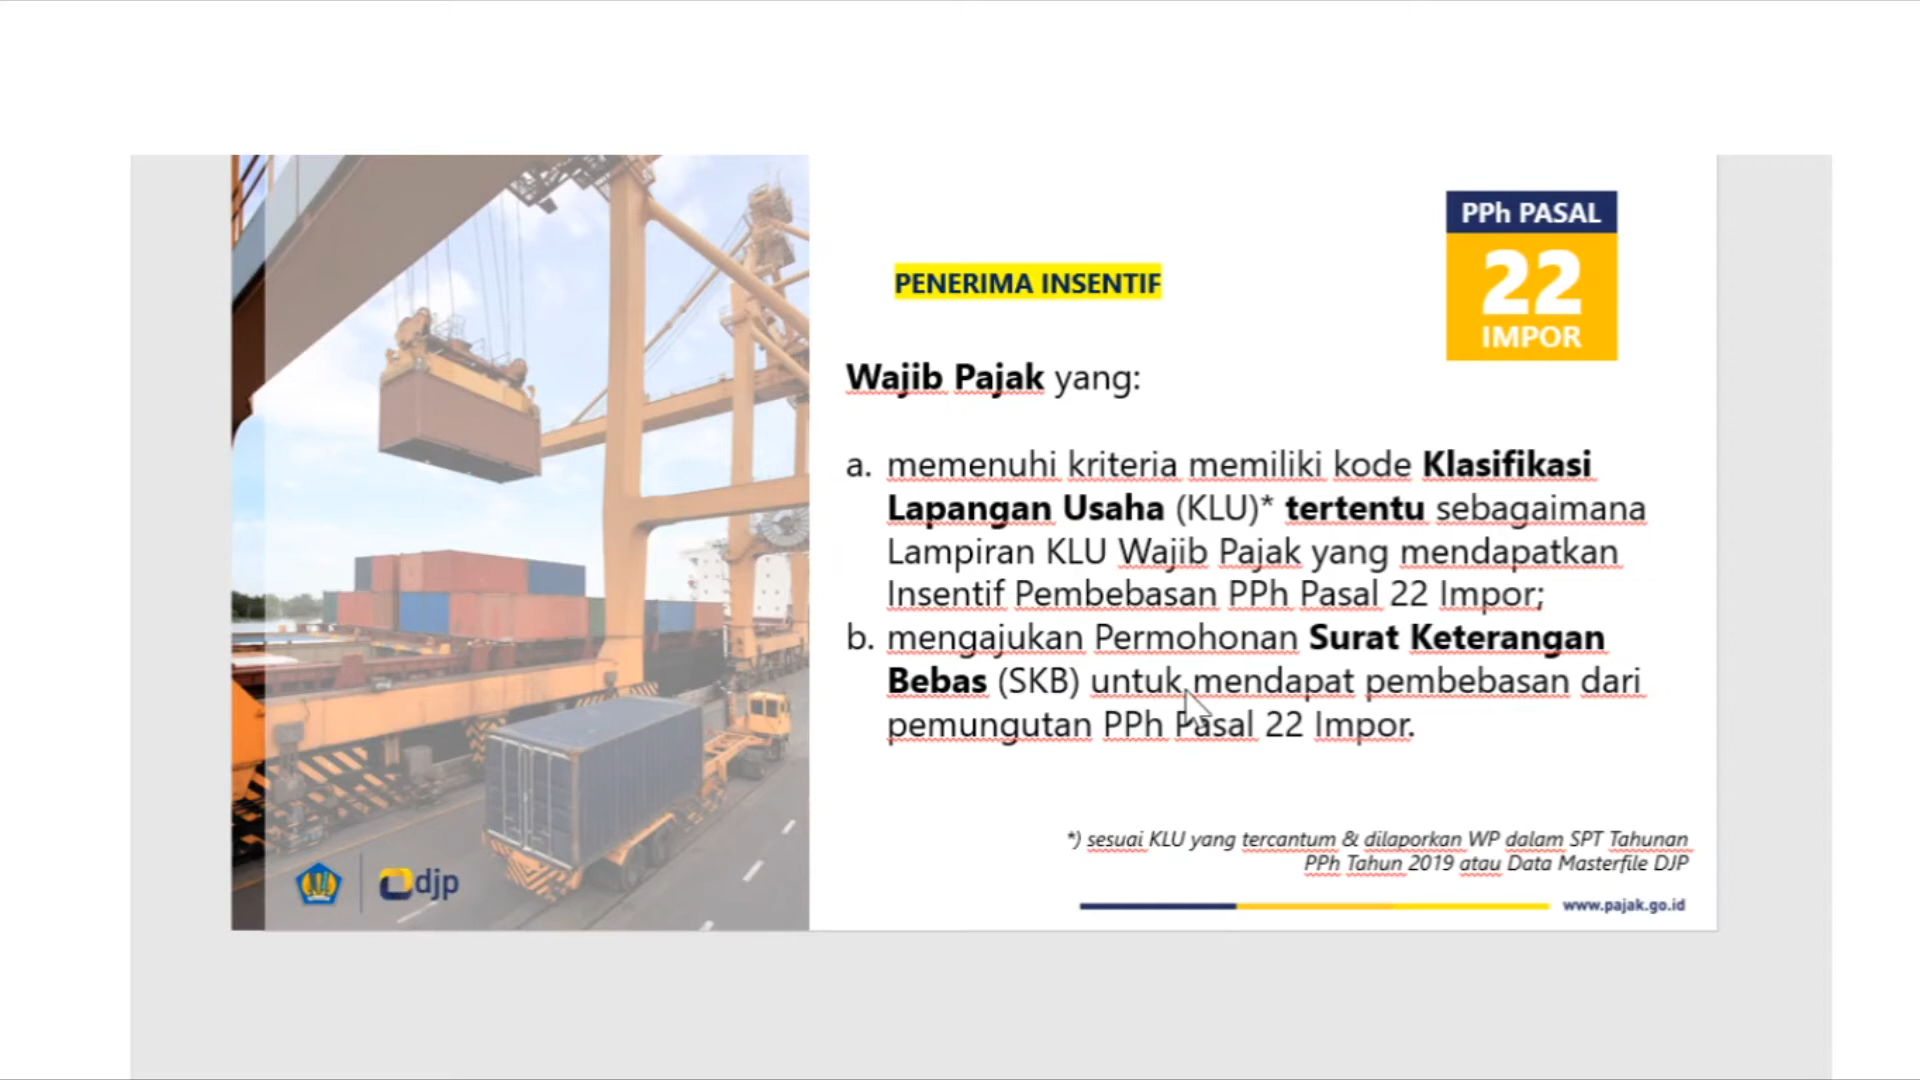 PPh PASAL
22
IMPOR
PENERIMA INSENTIF
Wajib Pajak yang:
a. memenuhi kriteria memiliki kode Klasifikasi
Lapangan Usaha (KLU)* tertentu sebagaimana
Lampiran KLU Wajib Pajak yang mendapatkan
Insentif Pembebasan PPh Pasal 22 Impor;
b. mengajukan Permohonan Surat Keterangan
Bebas (SKB) untuk mendapat pembebasan dari
pemungutan PPh Pasal 22 Impor.
*) sesuai KLU yang tercantum & dilaporkan WP dalam SPT Tahunan
PPh Tahun 2019 atau Data Masterfile DJP
djp
www.pajak.go.id